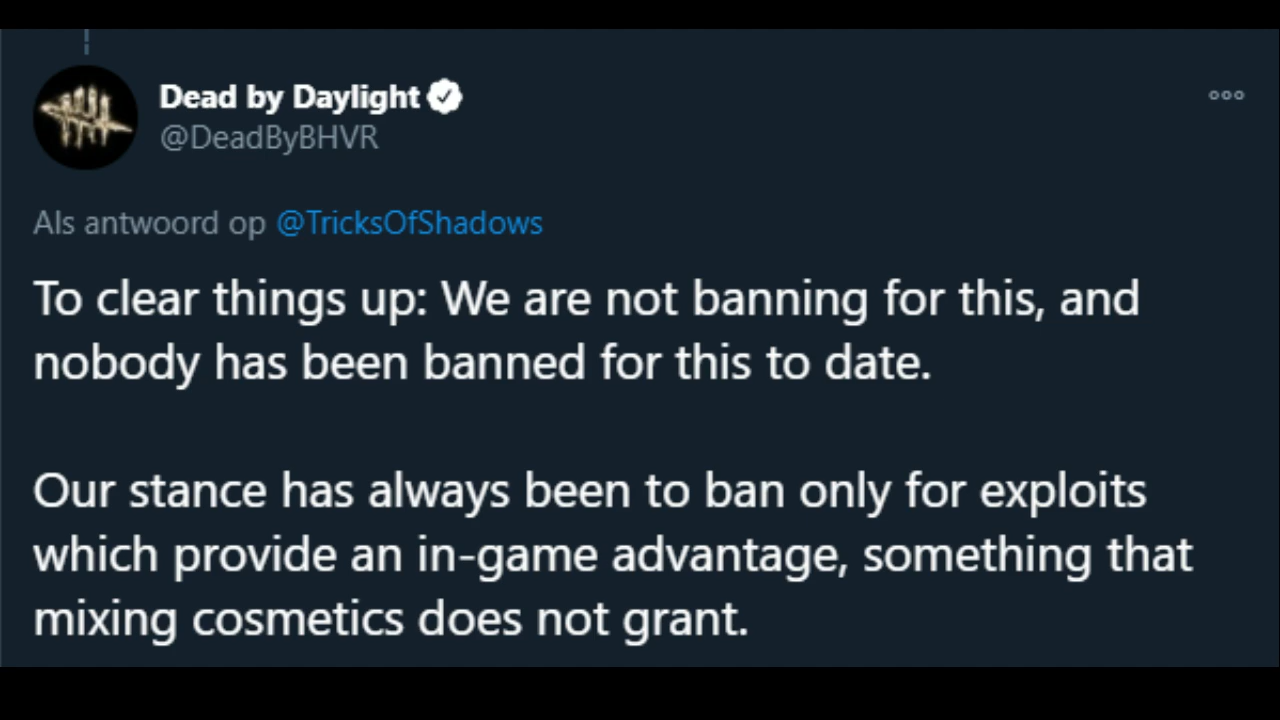 Dead by Daylight
@DeadByBHVR
Als antwoord op @TricksOfShadows
To clear things up: We are not banning for this, and
nobody has been banned for this to date.
Our stance has always been to ban only for exploits
which provide an in-game advantage, something that
mixing cosmetics does not grant.